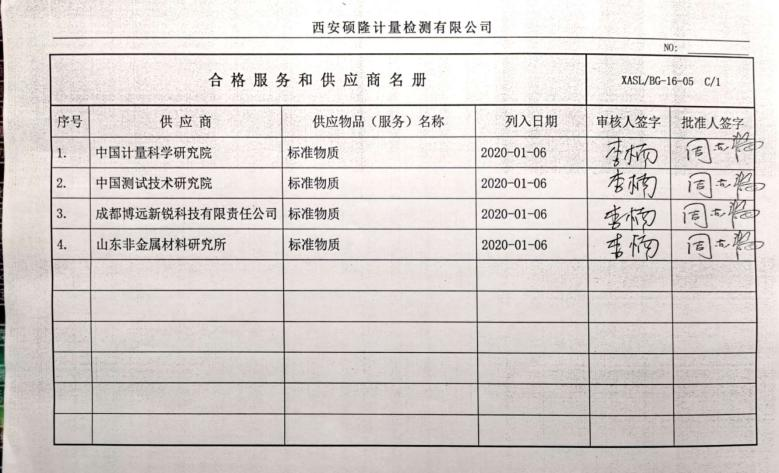 西安硕隆计量检测有限公司
NO:
合格服务和供应商名册 XASL/BG-16-05 C/1
序号 供应商 供应物品（服务）名称 列入日期 审核人签字 批准人签字
1. 中国计量科学研究院 标准物质 2020-01-06 李楠
2. 中国测试技术研究院 标准物质 2020-01-06 李楠
3. 成都博远新锐科技有限责任公司 标准物质 2020-01-06 李楠
4. 山东非金属材料研究所 标准物质 2020-01-06 李楠